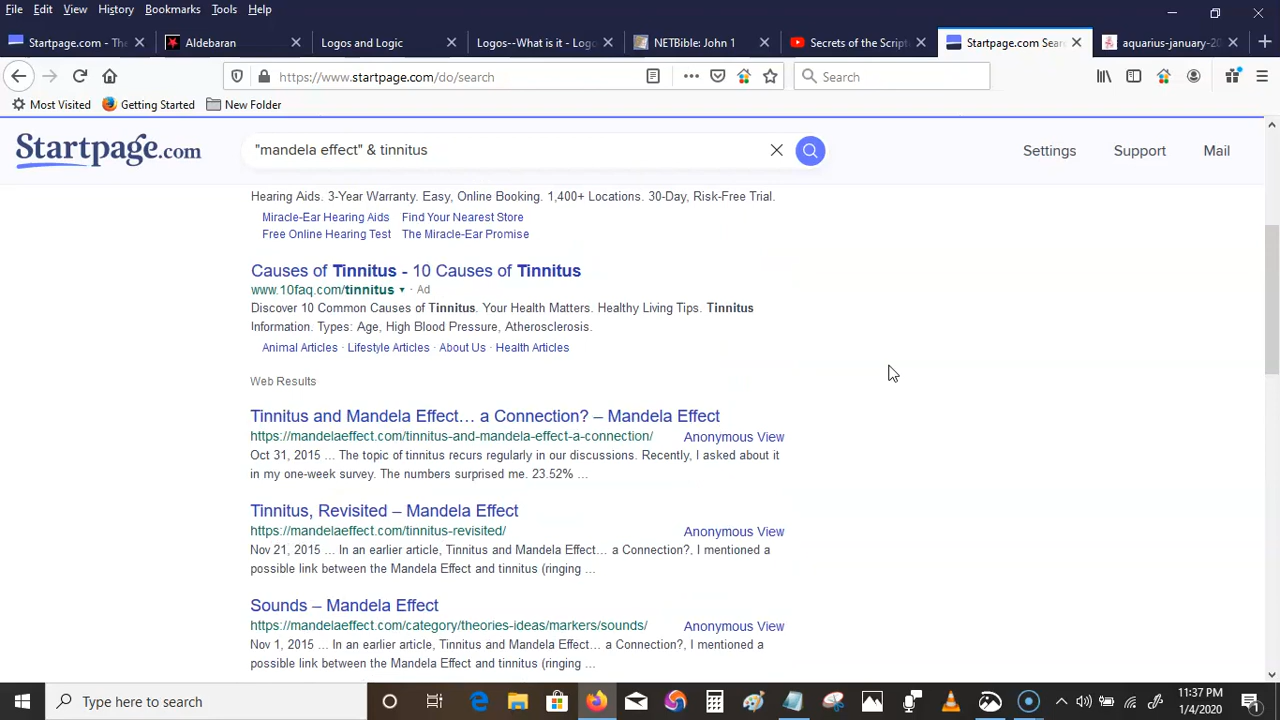 File Edit View History Bookmarks Tools Help
Startpage.com - The
Aldebaran
Logos and Logic
Logos--What is it - Logo
NETBible: John 1
Secrets of the Script
Startpage.com Sear
aquarius-january-20
https://www.startpage.com/do/search
Search
Most Visited Getting Started New Folder
Startpage.com
"mandela effect" & tinnitus
Settings Support Mail
Hearing Aids. 3-Year Warranty. Easy, Online Booking. 1,400+ Locations. 30-Day, Risk-Free Trial.
Miracle-Ear Hearing Aids Find Your Nearest Store
Free Online Hearing Test The Miracle-Ear Promise
Causes of Tinnitus - 10 Causes of Tinnitus
www.10faq.com/tinnitus · Ad
Discover 10 Common Causes of Tinnitus. Your Health Matters. Healthy Living Tips. Tinnitus
Information. Types: Age, High Blood Pressure, Atherosclerosis.
Animal Articles · Lifestyle Articles · About Us · Health Articles
Web Results
Tinnitus and Mandela Effect… a Connection? – Mandela Effect
https://mandelaeffect.com/tinnitus-and-mandela-effect-a-connection/ Anonymous View
Oct 31, 2015 ... The topic of tinnitus recurs regularly in our discussions. Recently, I asked about it
in my one-week survey. The numbers surprised me. 23.52% ...
Tinnitus, Revisited – Mandela Effect
https://mandelaeffect.com/tinnitus-revisited/ Anonymous View
Nov 21, 2015 ... In an earlier article, Tinnitus and Mandela Effect… a Connection?, I mentioned a
possible link between the Mandela Effect and tinnitus (ringing ...
Sounds – Mandela Effect
https://mandelaeffect.com/category/theories-ideas/markers/sounds/ Anonymous View
Nov 1, 2015 ... In an earlier article, Tinnitus and Mandela Effect… a Connection?, I mentioned a
possible link between the Mandela Effect and tinnitus (ringing ...
Type here to search
11:37 PM
1/4/2020